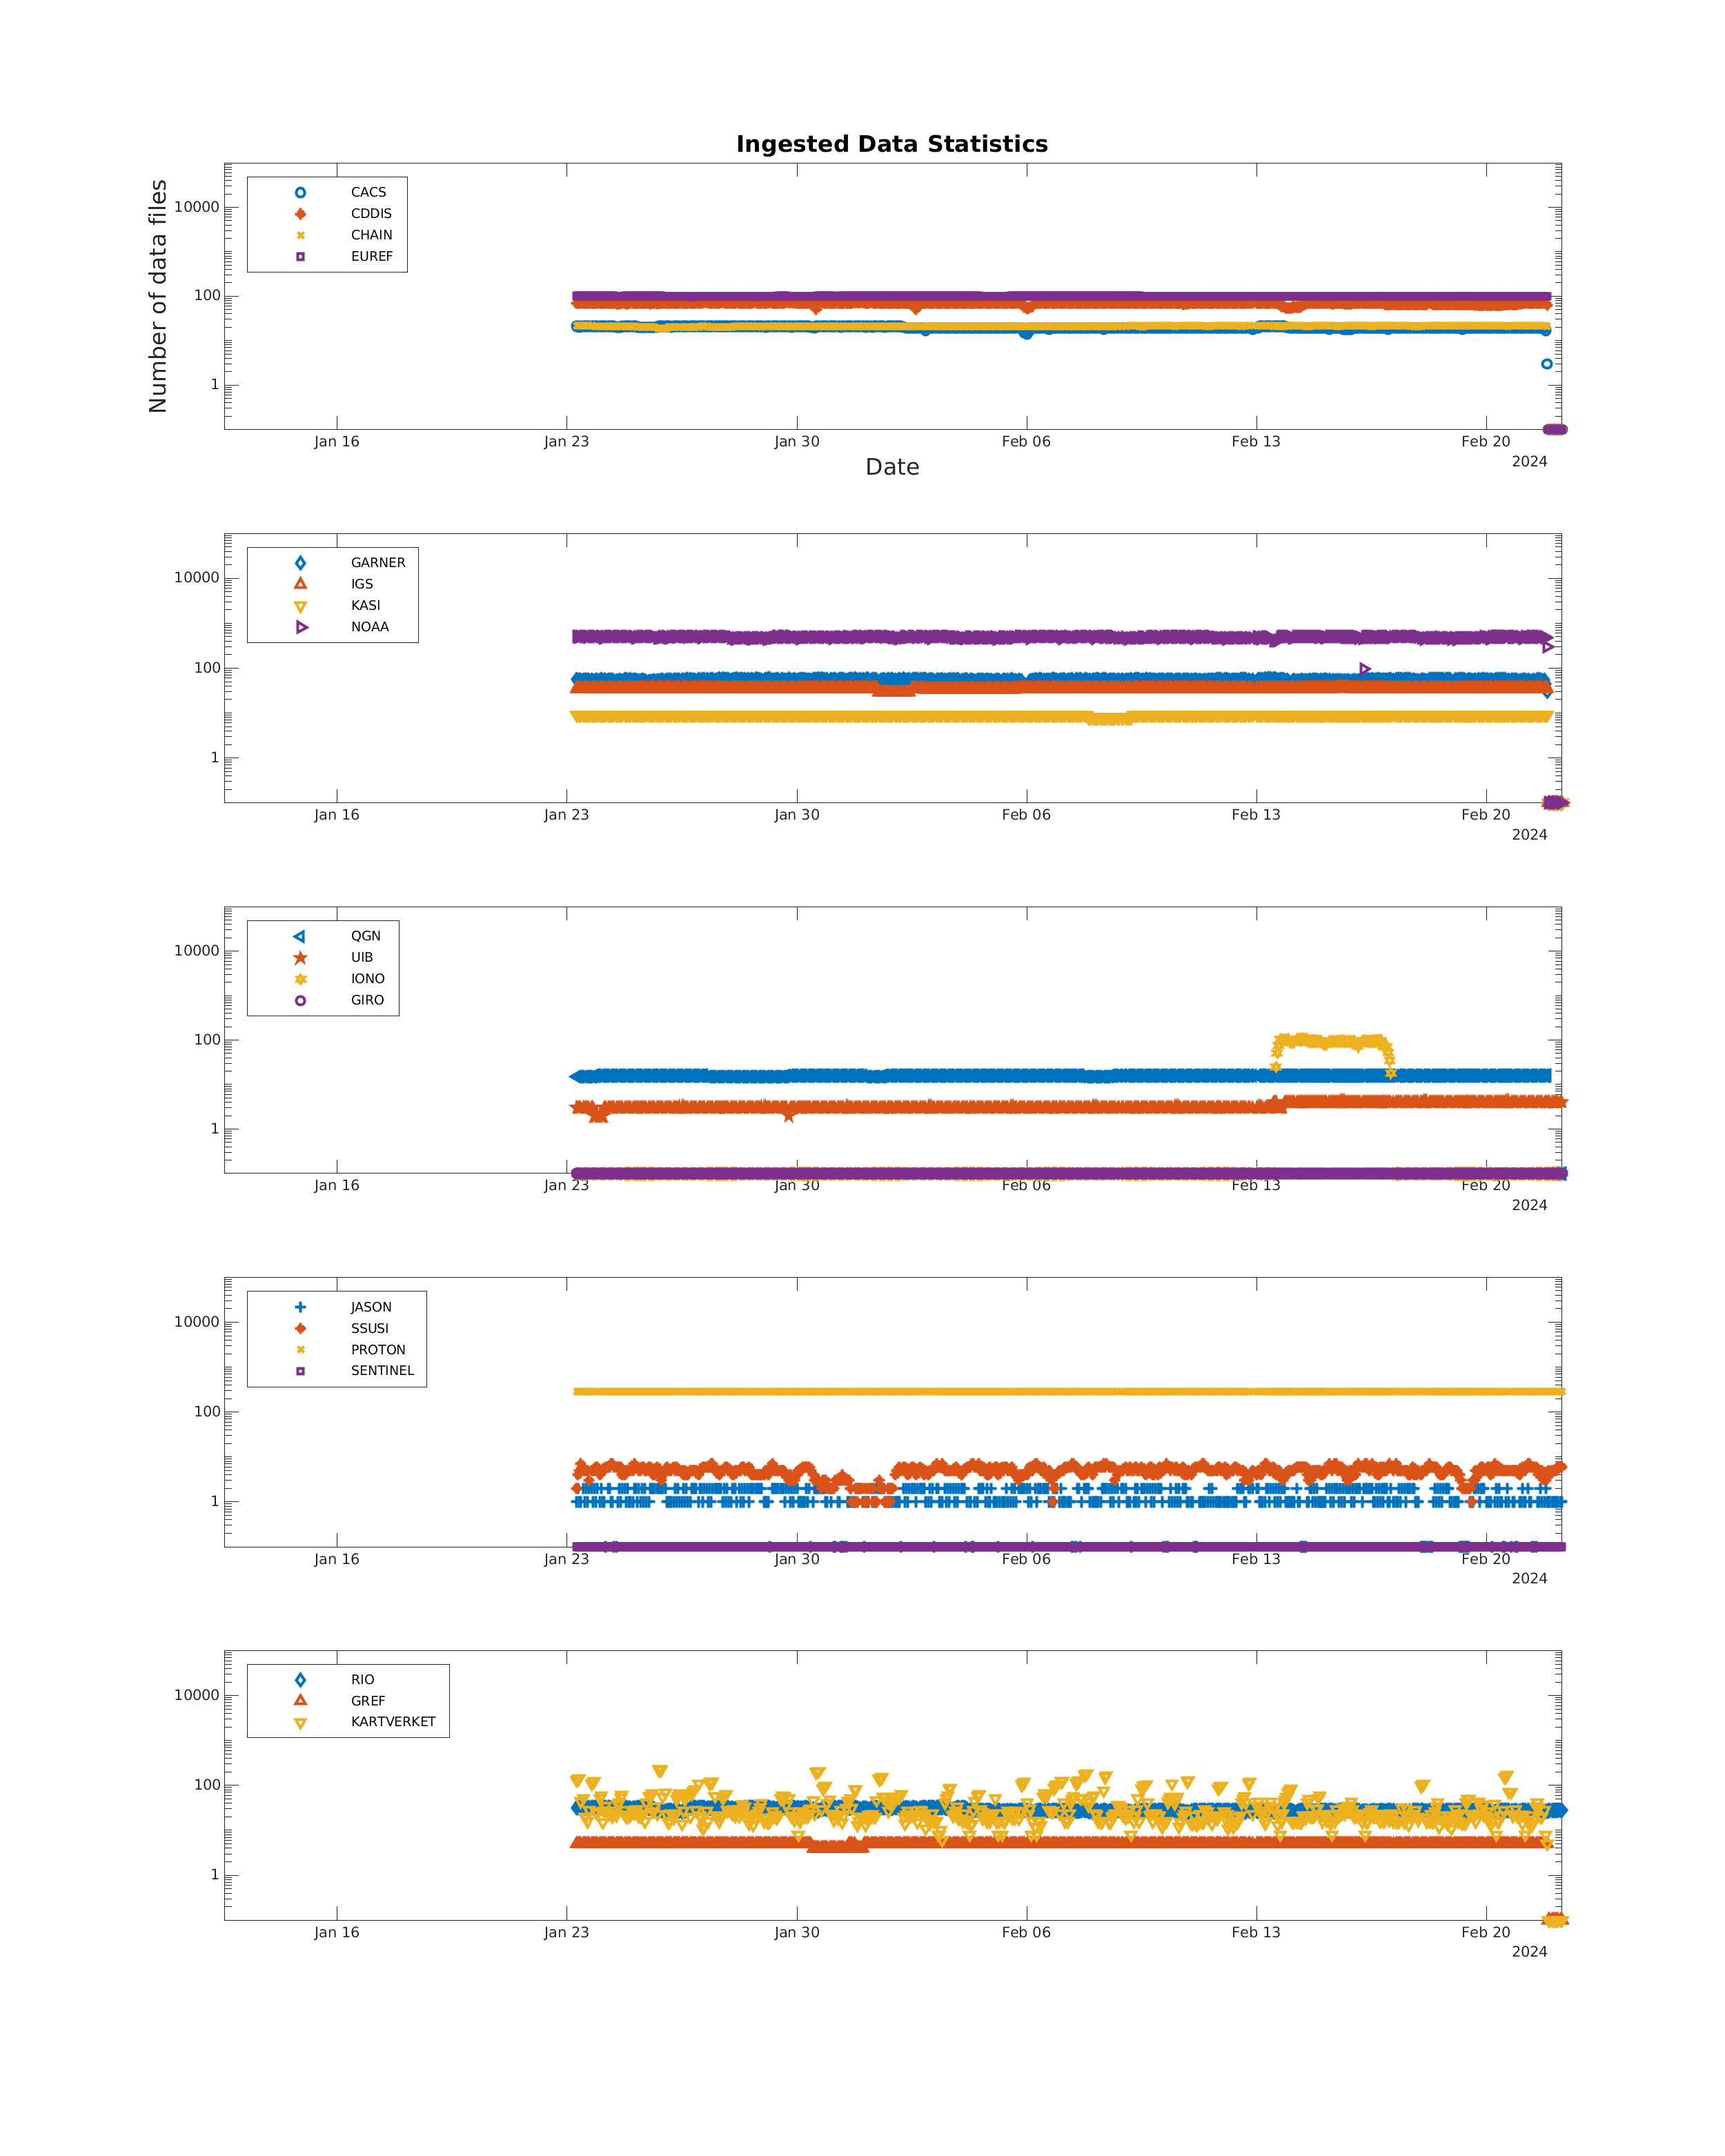 Ingested Data Statistics
Number of data files
CACS
CDDIS
CHAIN
EUREF
10000
100
1
Jan 16 Jan 23 Jan 30 Feb 06 Feb 13 Feb 20
2024
Date
GARNER
IGS
KASI
NOAA
10000
100
1
Jan 16 Jan 23 Jan 30 Feb 06 Feb 13 Feb 20
2024
QGN
UIB
IONO
GIRO
10000
100
1
Jan 16 Jan 23 Jan 30 Feb 06 Feb 13 Feb 20
2024
JASON
SSUSI
PROTON
SENTINEL
10000
100
1
Jan 16 Jan 23 Jan 30 Feb 06 Feb 13 Feb 20
2024
RIO
GREF
KARTVERKET
10000
100
1
Jan 16 Jan 23 Jan 30 Feb 06 Feb 13 Feb 20
2024